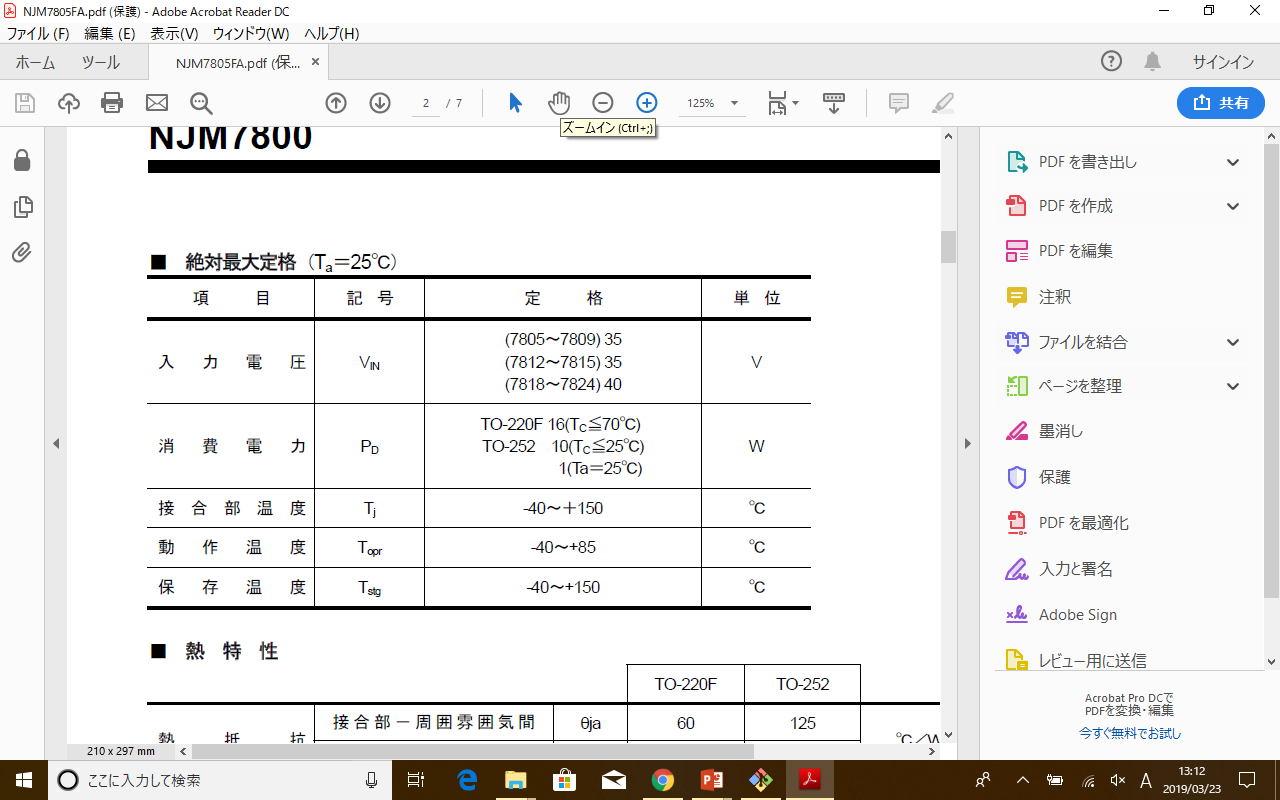 NJM7805FA.pdf (保護) - Adobe Acrobat Reader DC
ファイル (F) 編集 (E) 表示(V) ウィンドウ(W) ヘルプ(H)
ホーム ツール NJM7805FA.pdf (保... × ? サインイン
2 / 7 125% 共有
ズームイン (Ctrl+;)
NJM7800
■ 絶対最大定格 (Ta=25℃)
項 目 記 号 定 格 単 位
入 力 電 圧 VIN (7805～7809) 35 V
(7812～7815) 35
(7818～7824) 40
消 費 電 力 PD TO-220F 16(TC≦70℃) W
TO-252 10(TC≦25℃)
1(Ta=25℃)
接 合 部 温 度 Tj -40～+150 ℃
動 作 温 度 Topr -40～+85 ℃
保 存 温 度 Tstg -40～+150 ℃
■ 熱 特 性
TO-220F TO-252
熱 抵 抗 接 合 部 － 周 囲 雰 囲 気 間 θja 60 125 ℃/W
210 x 297 mm
PDF を書き出し
PDF を作成
PDF を編集
注釈
ファイルを結合
ページを整理
墨消し
保護
PDF を最適化
入力と署名
Adobe Sign
レビュー用に送信
Acrobat Pro DCで
PDFを変換・編集
今すぐ無料でお試し
ここに入力して検索
A 13:12
2019/03/23